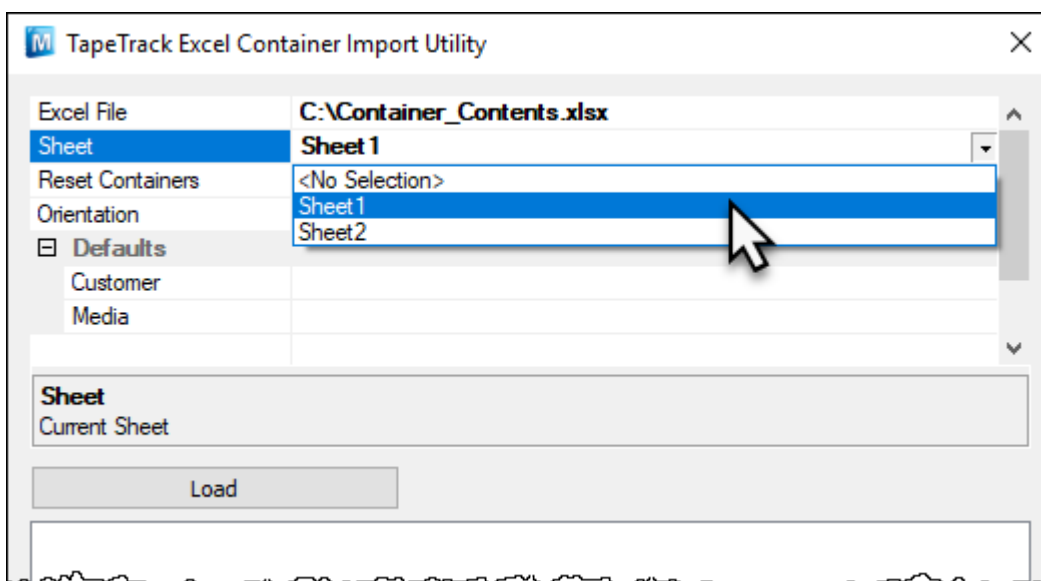 M TapeTrack Excel Container Import Utility
Excel File C:\Container_Contents.xlsx
Sheet Sheet1
Reset Containers <No Selection>
Orientation Sheet1
Sheet2
Defaults
Customer
Media
Sheet
Current Sheet
Load